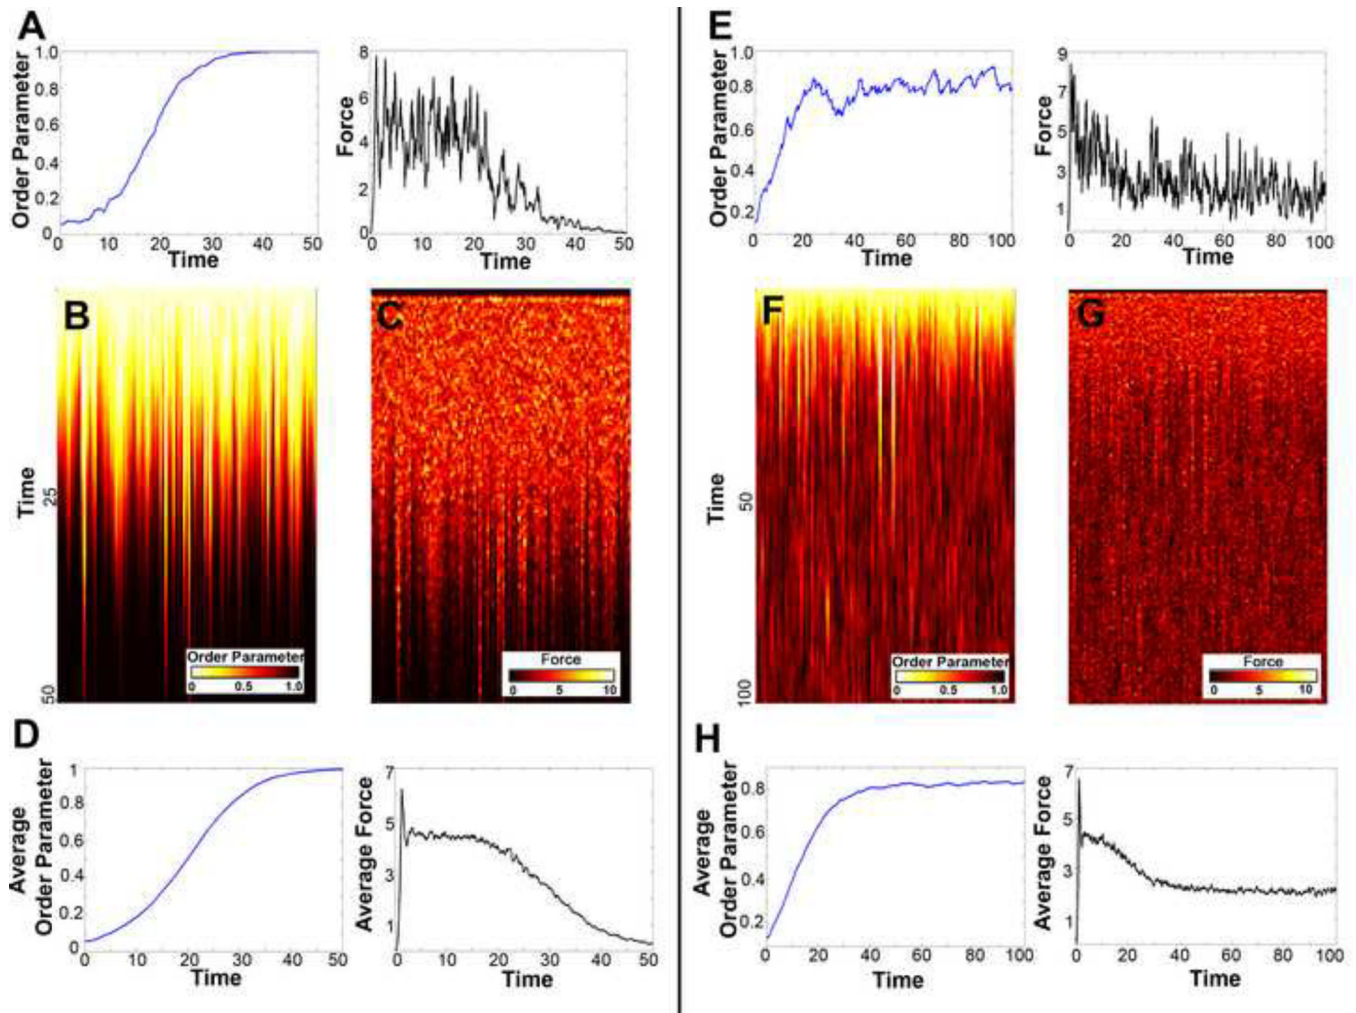 A
Order Parameter
1.0
0.8
0.6
0.4
0.2
0
0 10 20 30 40 50
Time
Force
8
6
4
2
0
0 10 20 30 40 50
Time
E
Order Parameter
1.0
0.8
0.6
0.4
0.2
0 20 40 60 80 100
Time
Force
9
7
5
3
1
0 20 40 60 80 100
Time
B
Time
25
50
Order Parameter
0 0.5 1.0
C
Force
0 5 10
F
Time
50
100
Order Parameter
0 0.5 1.0
G
Force
0 5 10
D
Average
Order Parameter
1
0.8
0.6
0.4
0.2
0
0 10 20 30 40 50
Time
Average Force
7
5
3
1
0 10 20 30 40 50
Time
H
Average
Order Parameter
0.8
0.6
0.4
0.2
0 20 40 60 80 100
Time
Average Force
7
5
3
1
0 20 40 60 80 100
Time